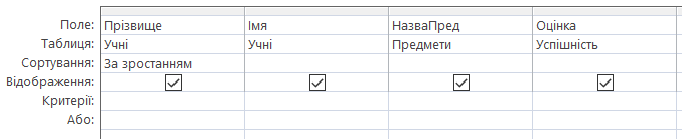 Поле: Прізвище Імя НазваПред Оцінка
Таблиця: Учні Учні Предмети Успішність
Сортування: За зростанням
Відображення:
Критерії:
Або: